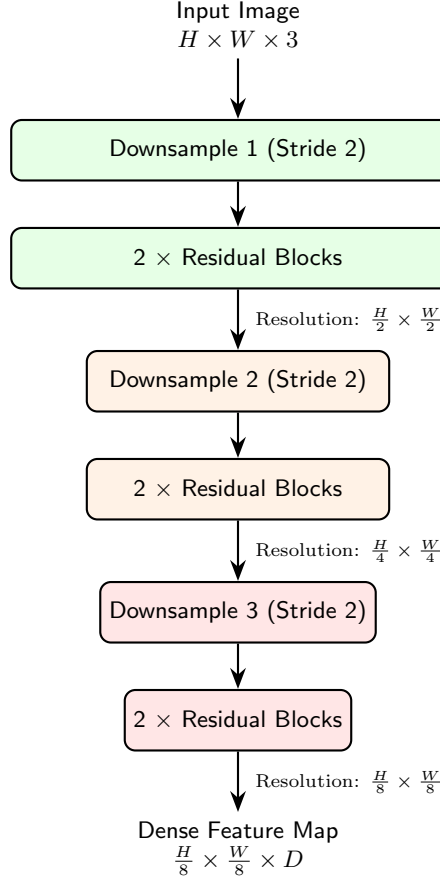 Input Image
H × W × 3
Downsample 1 (Stride 2)
2 × Residual Blocks
Resolution: H/2 × W/2
Downsample 2 (Stride 2)
2 × Residual Blocks
Resolution: H/4 × W/4
Downsample 3 (Stride 2)
2 × Residual Blocks
Resolution: H/8 × W/8
Dense Feature Map
H/8 × W/8 × D